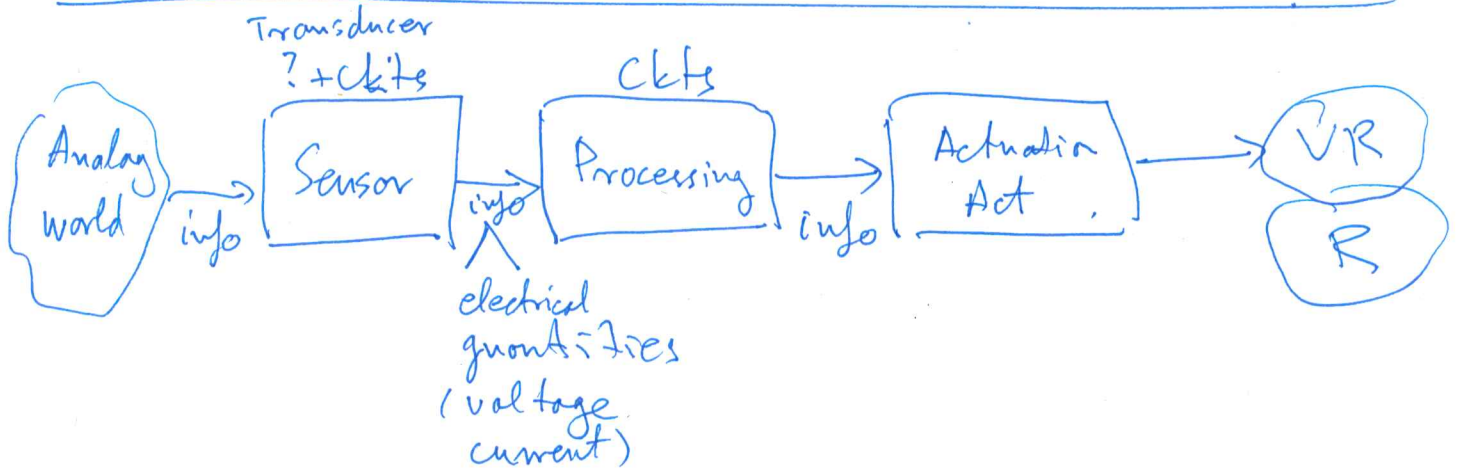 Transducer
? + Ckts
Ckts
Analog
world
info
Sensor
info
Processing
info
Actuation
Act
VR
R
electrical
quantities
(voltage
current)